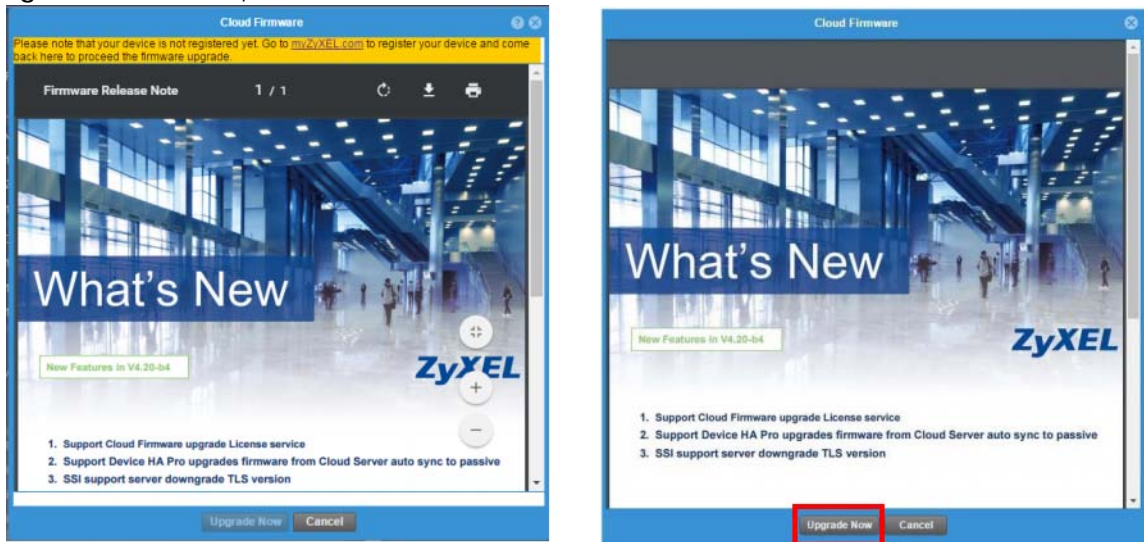 Cloud Firmware
Please note that your device is not registered yet. Go to myZyXEL.com to register your device and come
back here to proceed the firmware upgrade.
Firmware Release Note
1 / 1
What's New
New Features in V4.20-b4
ZyXEL
1. Support Cloud Firmware upgrade License service
2. Support Device HA Pro upgrades firmware from Cloud Server auto sync to passive
3. SSI support server downgrade TLS version
Upgrade Now
Cancel
Cloud Firmware
What's New
New Features in V4.20-b4
ZyXEL
1. Support Cloud Firmware upgrade License service
2. Support Device HA Pro upgrades firmware from Cloud Server auto sync to passive
3. SSI support server downgrade TLS version
Upgrade Now
Cancel